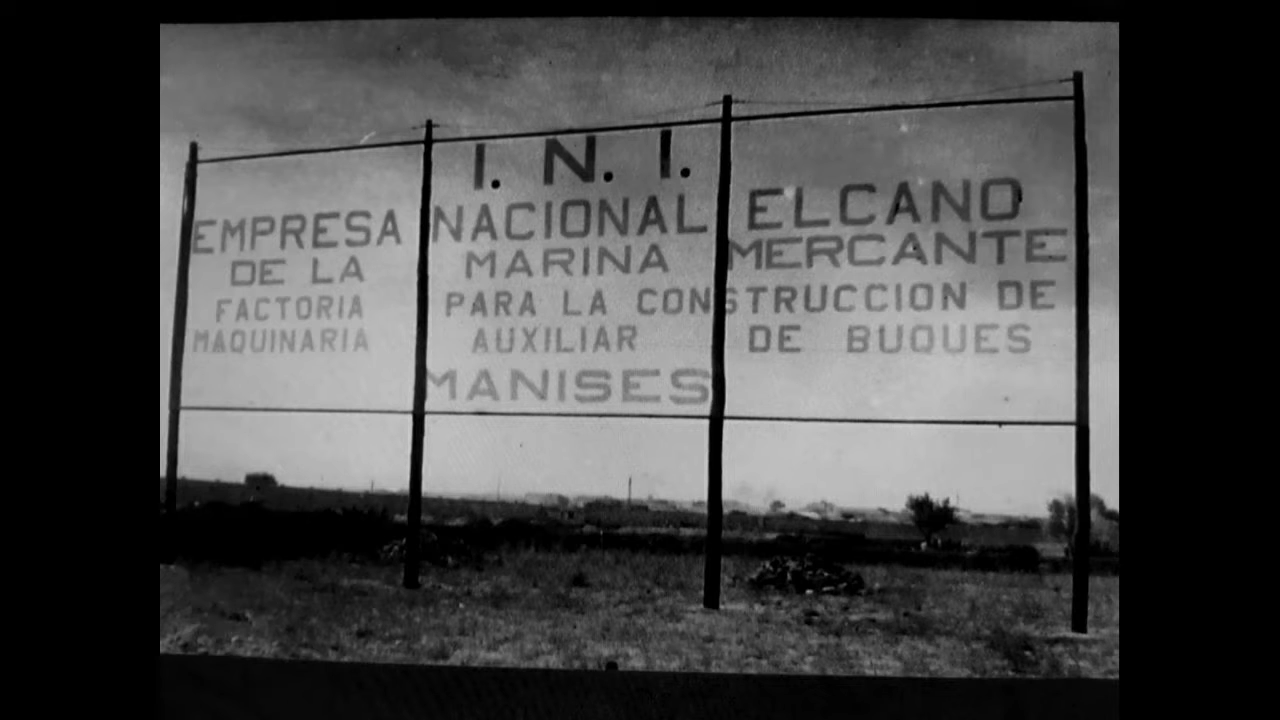 I. N. I.
EMPRESA NACIONAL ELCANO
DE LA MARINA MERCANTE
FACTORIA PARA LA CONSTRUCCION DE
MAQUINARIA AUXILIAR DE BUQUES
MANISES